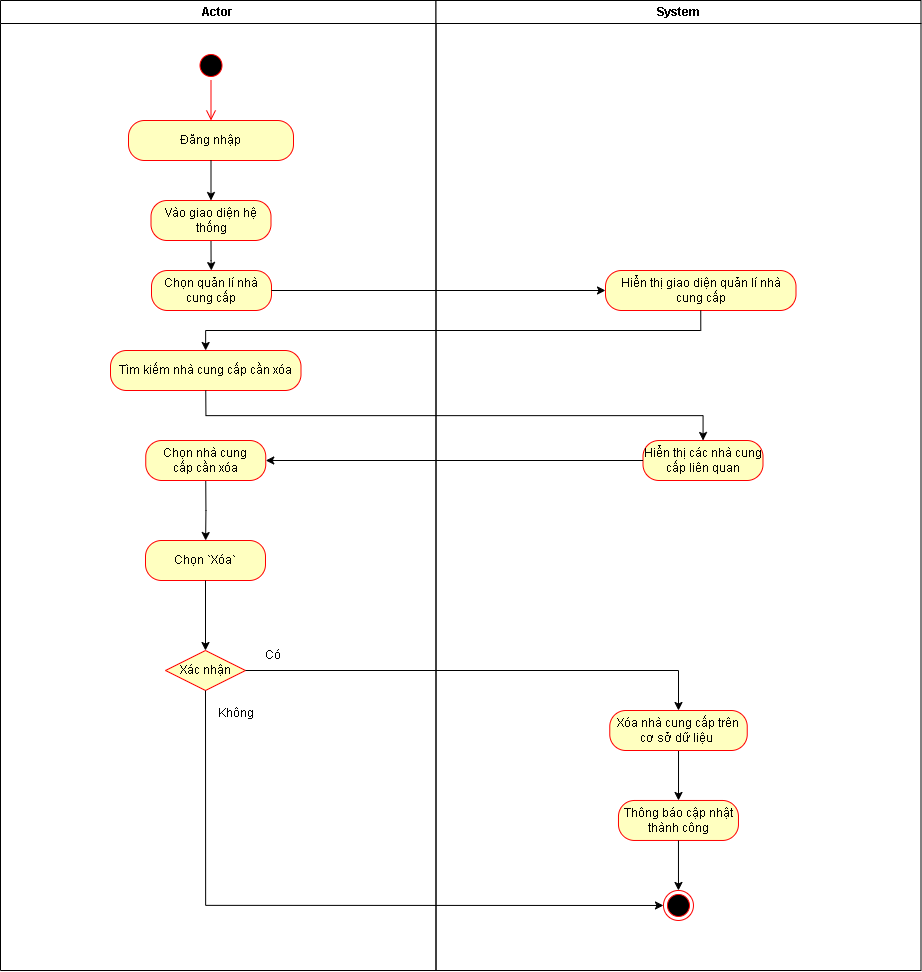 Actor
System
Đăng nhập
Vào giao diện hệ
thống
Chọn quản lí nhà
cung cấp
Hiển thị giao diện quản lí nhà
cung cấp
Tìm kiếm nhà cung cấp cần xóa
Hiển thị các nhà cung
cấp liên quan
Chọn nhà cung
cấp cần xóa
Chọn `Xóa`
Xác nhận
Có
Không
Xóa nhà cung cấp trên
cơ sở dữ liệu
Thông báo cập nhật
thành công